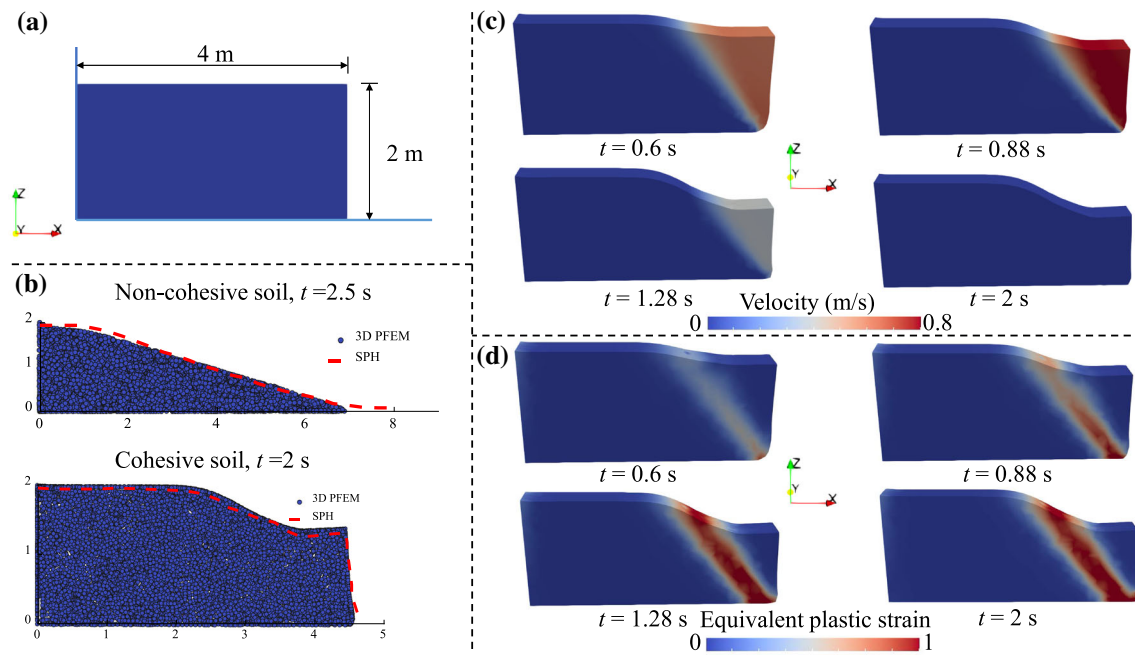 (a)
4 m
2 m
Z
Y
X
(b)
Non-cohesive soil, t =2.5 s
2
1
0
3D PFEM
SPH
0 2 4 6 8
Cohesive soil, t =2 s
2
1
0
3D PFEM
SPH
0 1 2 3 4 5
(c)
t = 0.6 s
t = 0.88 s
Z
Y
X
t = 1.28 s
t = 2 s
Velocity (m/s)
0 0.8
(d)
t = 0.6 s
t = 0.88 s
Z
Y
X
t = 1.28 s
t = 2 s
Equivalent plastic strain
0 1